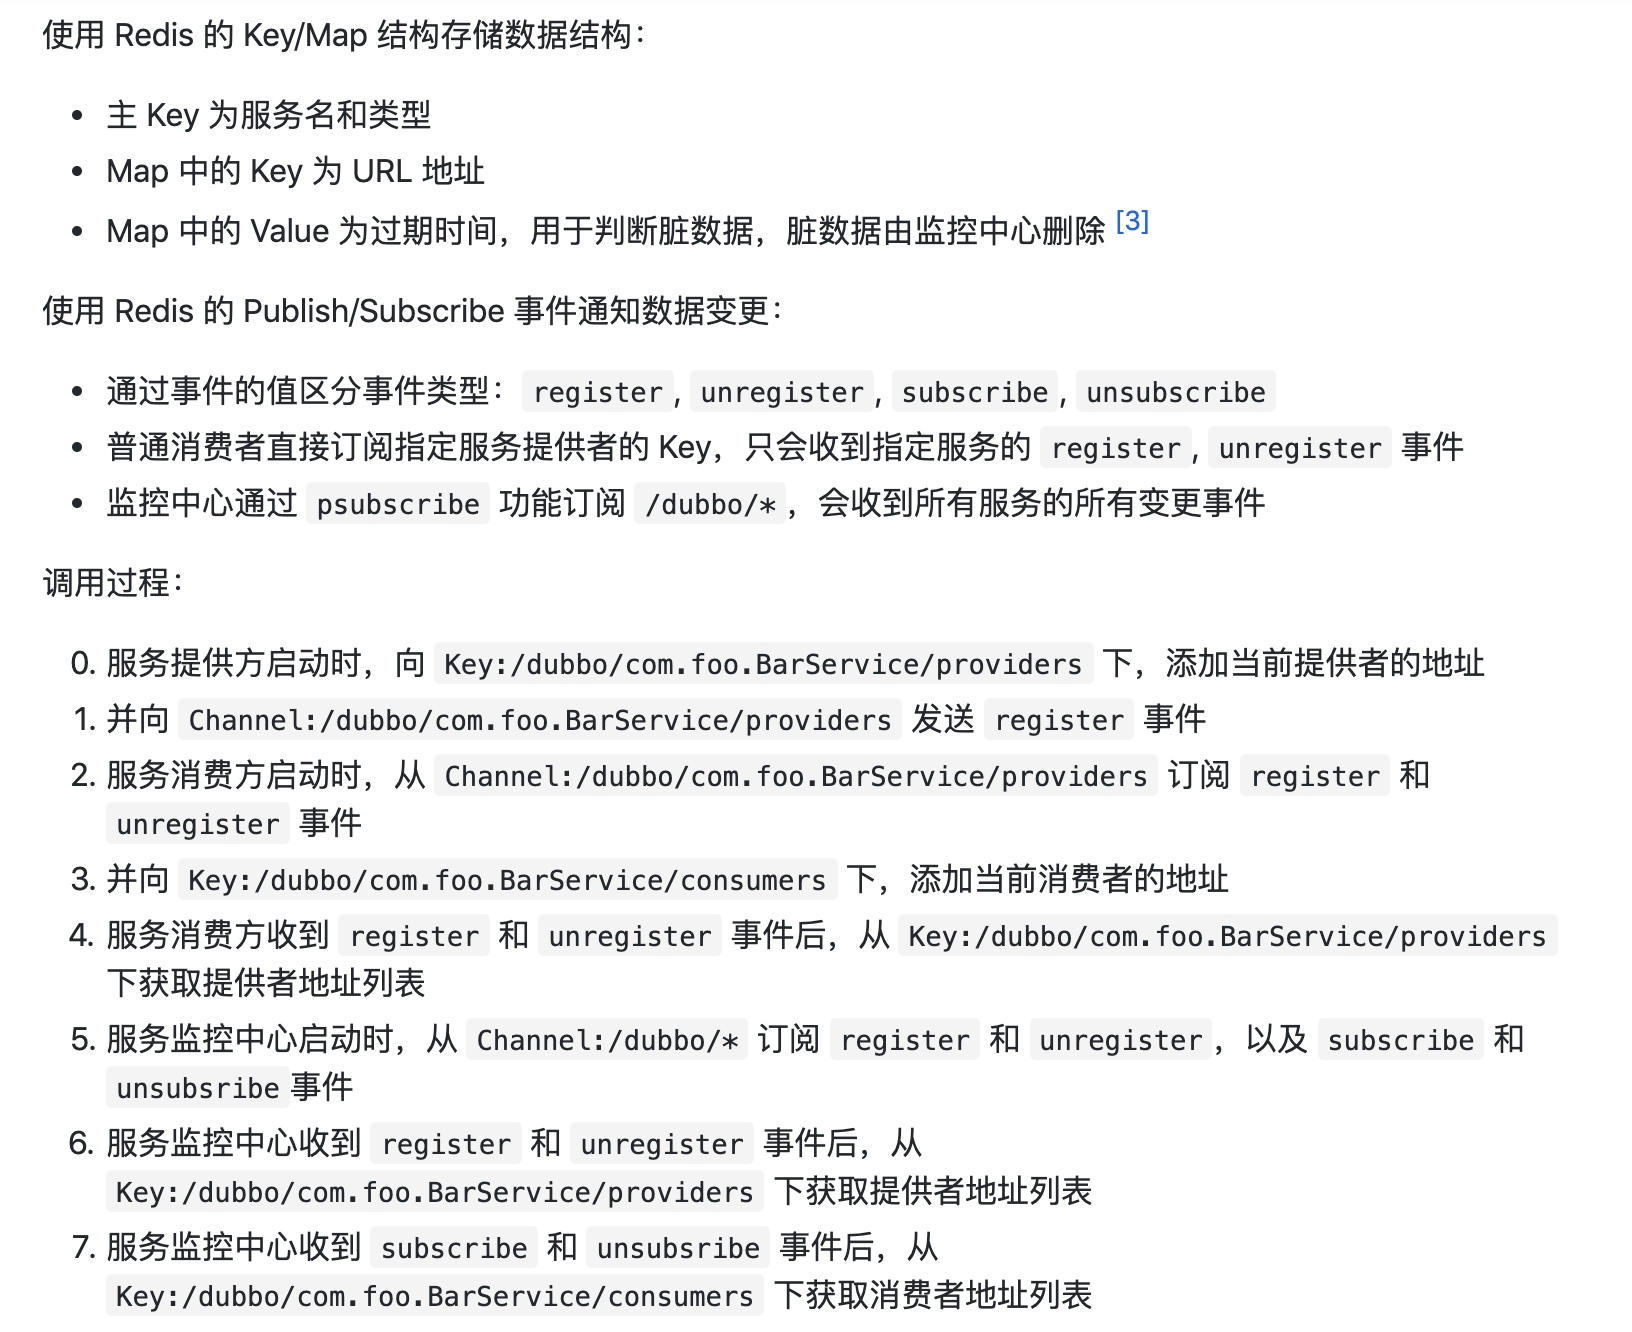 使用 Redis 的 Key/Map 结构存储数据结构：
• 主 Key 为服务名和类型
• Map 中的 Key 为 URL 地址
• Map 中的 Value 为过期时间，用于判断脏数据，脏数据由监控中心删除 [3]
使用 Redis 的 Publish/Subscribe 事件通知数据变更：
• 通过事件的值区分事件类型： register , unregister , subscribe , unsubscribe
• 普通消费者直接订阅指定服务提供者的 Key，只会收到指定服务的 register , unregister 事件
• 监控中心通过 psubscribe 功能订阅 /dubbo/* ，会收到所有服务的所有变更事件
调用过程：
0. 服务提供方启动时，向 Key:/dubbo/com.foo.BarService/providers 下，添加当前提供者的地址
1. 并向 Channel:/dubbo/com.foo.BarService/providers 发送 register 事件
2. 服务消费方启动时，从 Channel:/dubbo/com.foo.BarService/providers 订阅 register 和
unregister 事件
3. 并向 Key:/dubbo/com.foo.BarService/consumers 下，添加当前消费者的地址
4. 服务消费方收到 register 和 unregister 事件后，从 Key:/dubbo/com.foo.BarService/providers
下获取提供者地址列表
5. 服务监控中心启动时，从 Channel:/dubbo/* 订阅 register 和 unregister ，以及 subscribe 和
unsubsribe 事件
6. 服务监控中心收到 register 和 unregister 事件后，从
Key:/dubbo/com.foo.BarService/providers 下获取提供者地址列表
7. 服务监控中心收到 subscribe 和 unsubsribe 事件后，从
Key:/dubbo/com.foo.BarService/consumers 下获取消费者地址列表